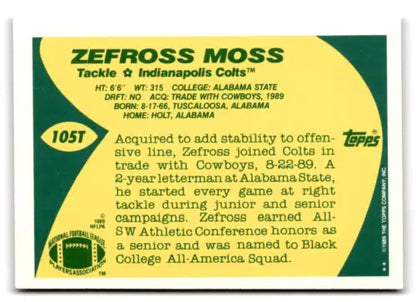 ZEFROSS MOSS
Tackle ✩ Indianapolis Colts™
HT: 6'6" WT: 315 COLLEGE: ALABAMA STATE
DRFT: NO ACQ: TRADE WITH COWBOYS, 1989
BORN: 8-17-66, TUSCALOOSA, ALABAMA
HOME: HOLT, ALABAMA
105T
Acquired to add stability to offen-
sive line, Zefross joined Colts in
trade with Cowboys, 8-22-89. A
2-year letterman at Alabama State,
he started every game at right
tackle during junior and senior
campaigns. Zefross earned All-
SW Athletic Conference honors as
a senior and was named to Black
College All-America Squad.
topps®
©1989 THE TOPPS COMPANY, INC.
★★
© 1989
NFLPA
NATIONAL FOOTBALL LEAGUE
PLAYERS ASSOCIATION